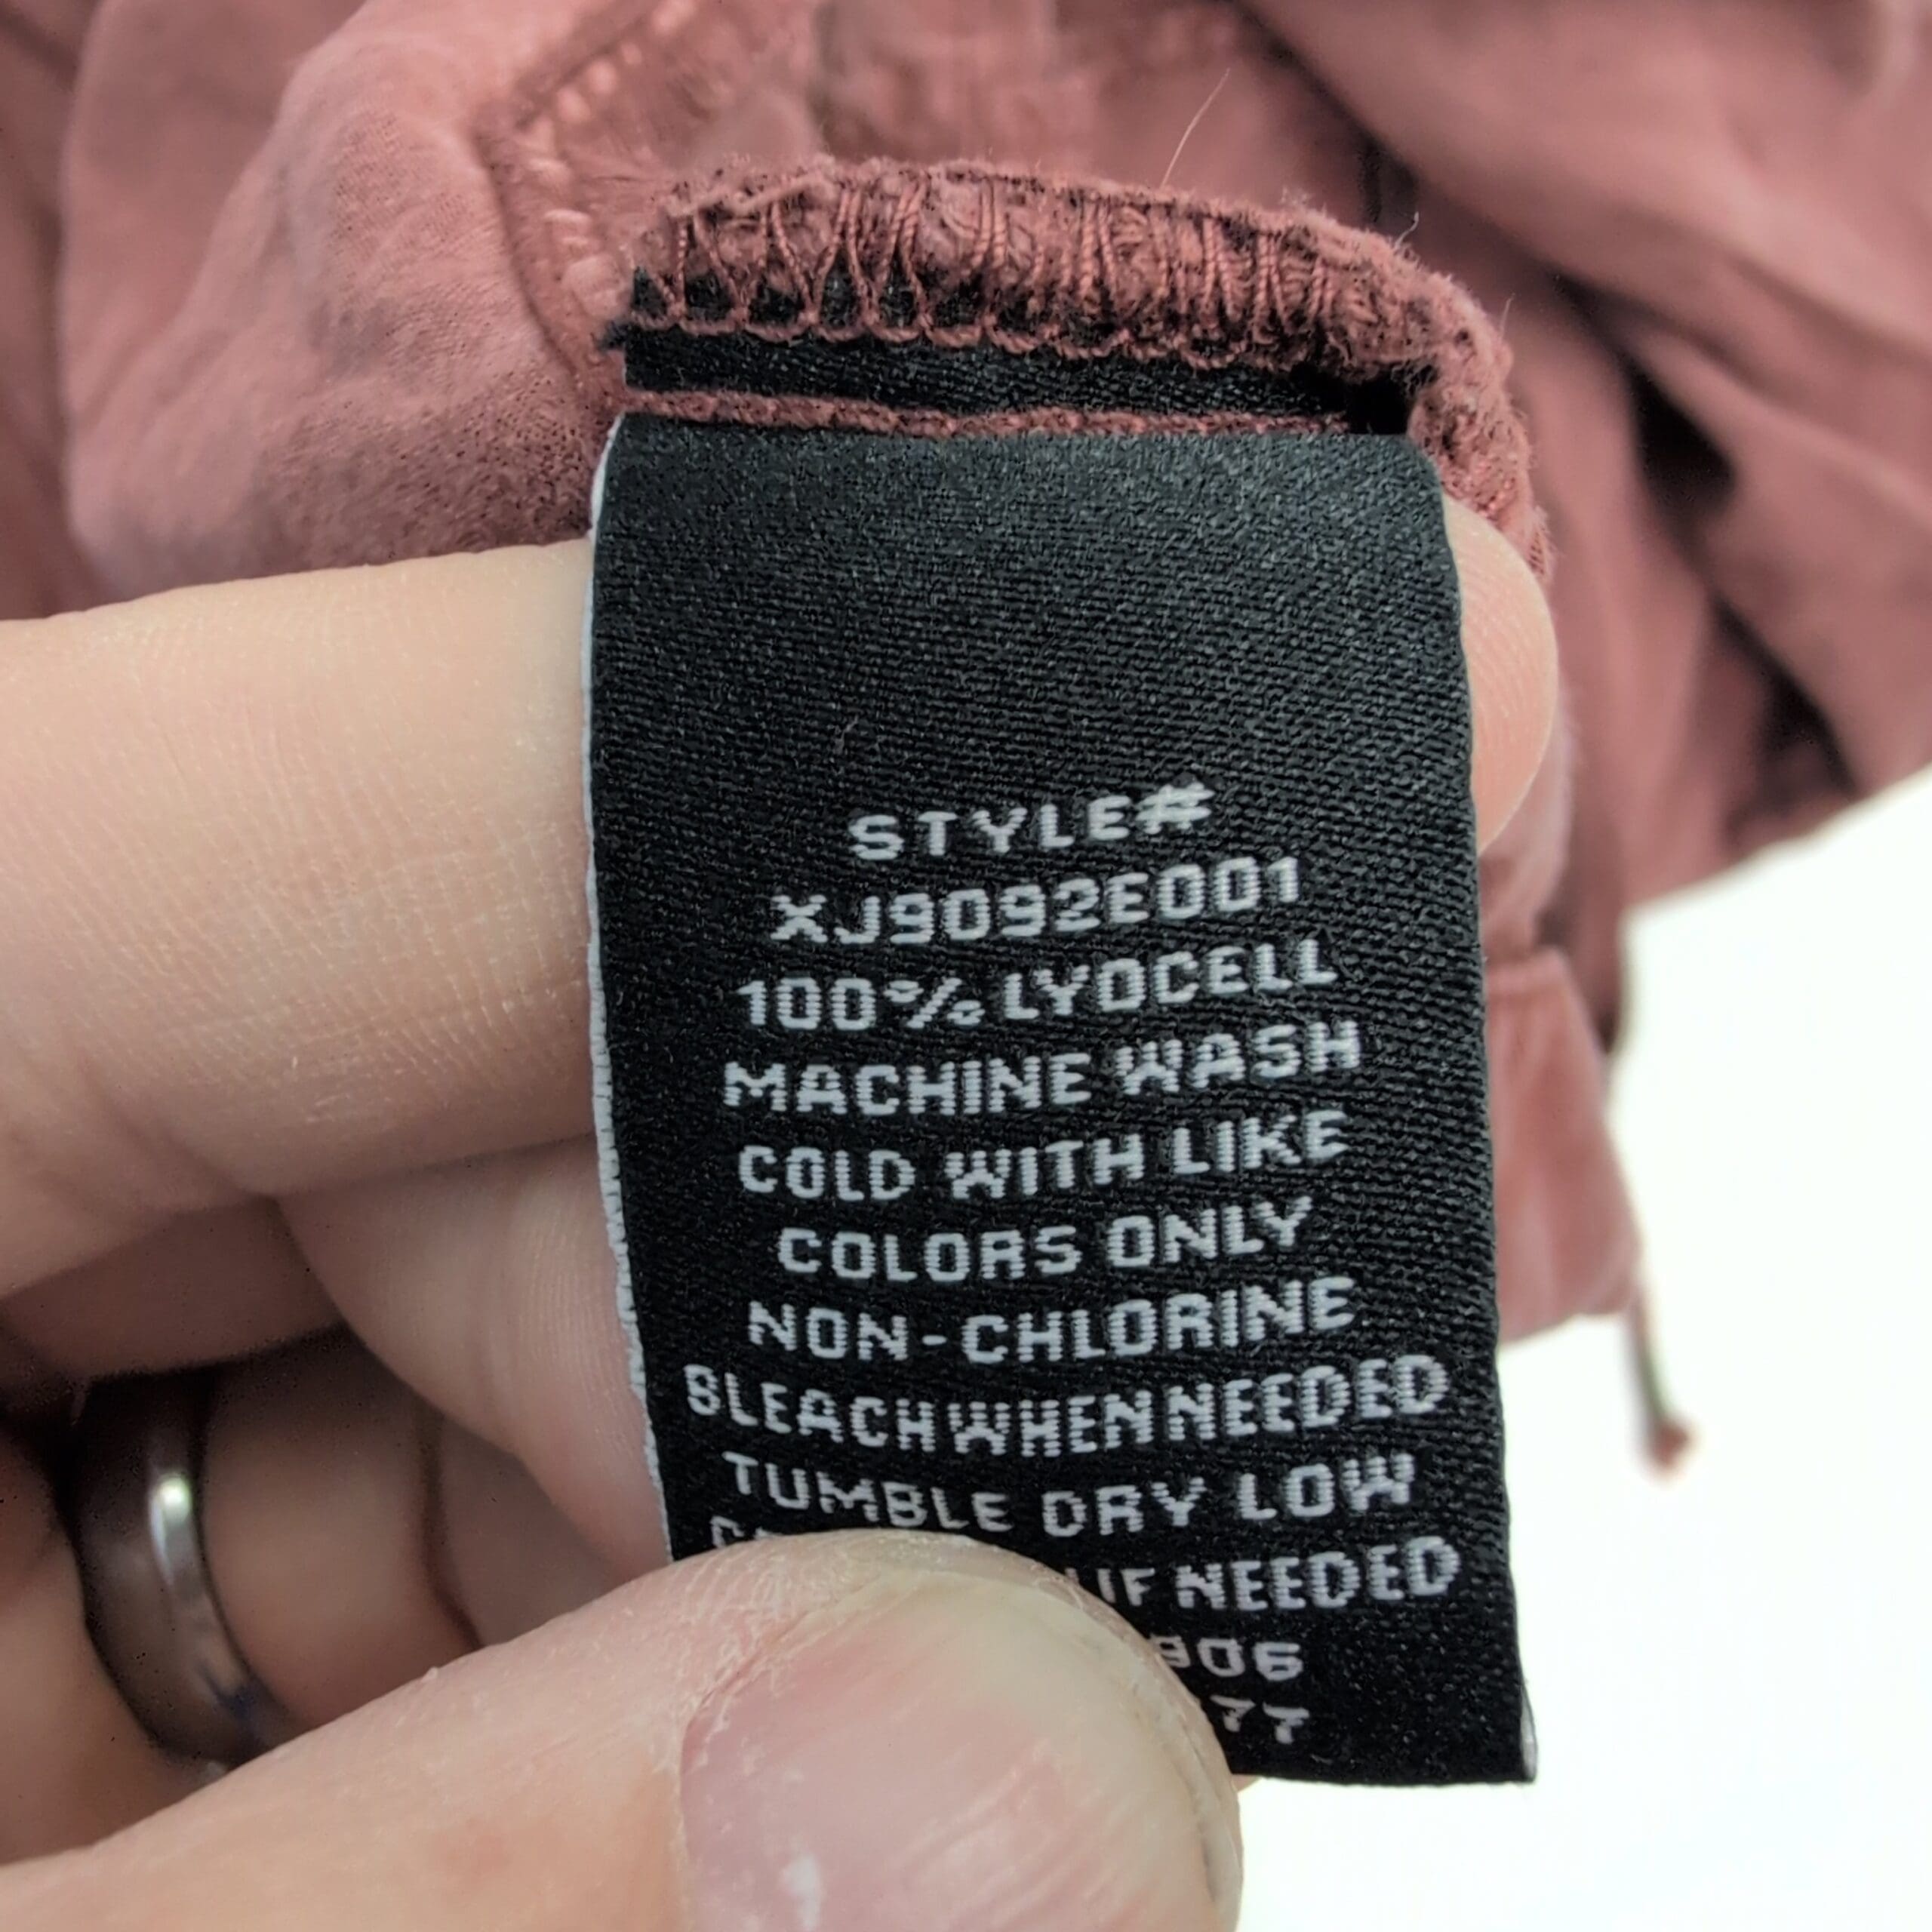 STYLE#
XJ9092E001
100% LYOCELL
MACHINE WASH
COLD WITH LIKE
COLORS ONLY
NON-CHLORINE
BLEACH WHEN NEEDED
TUMBLE DRY LOW
IF NEEDED